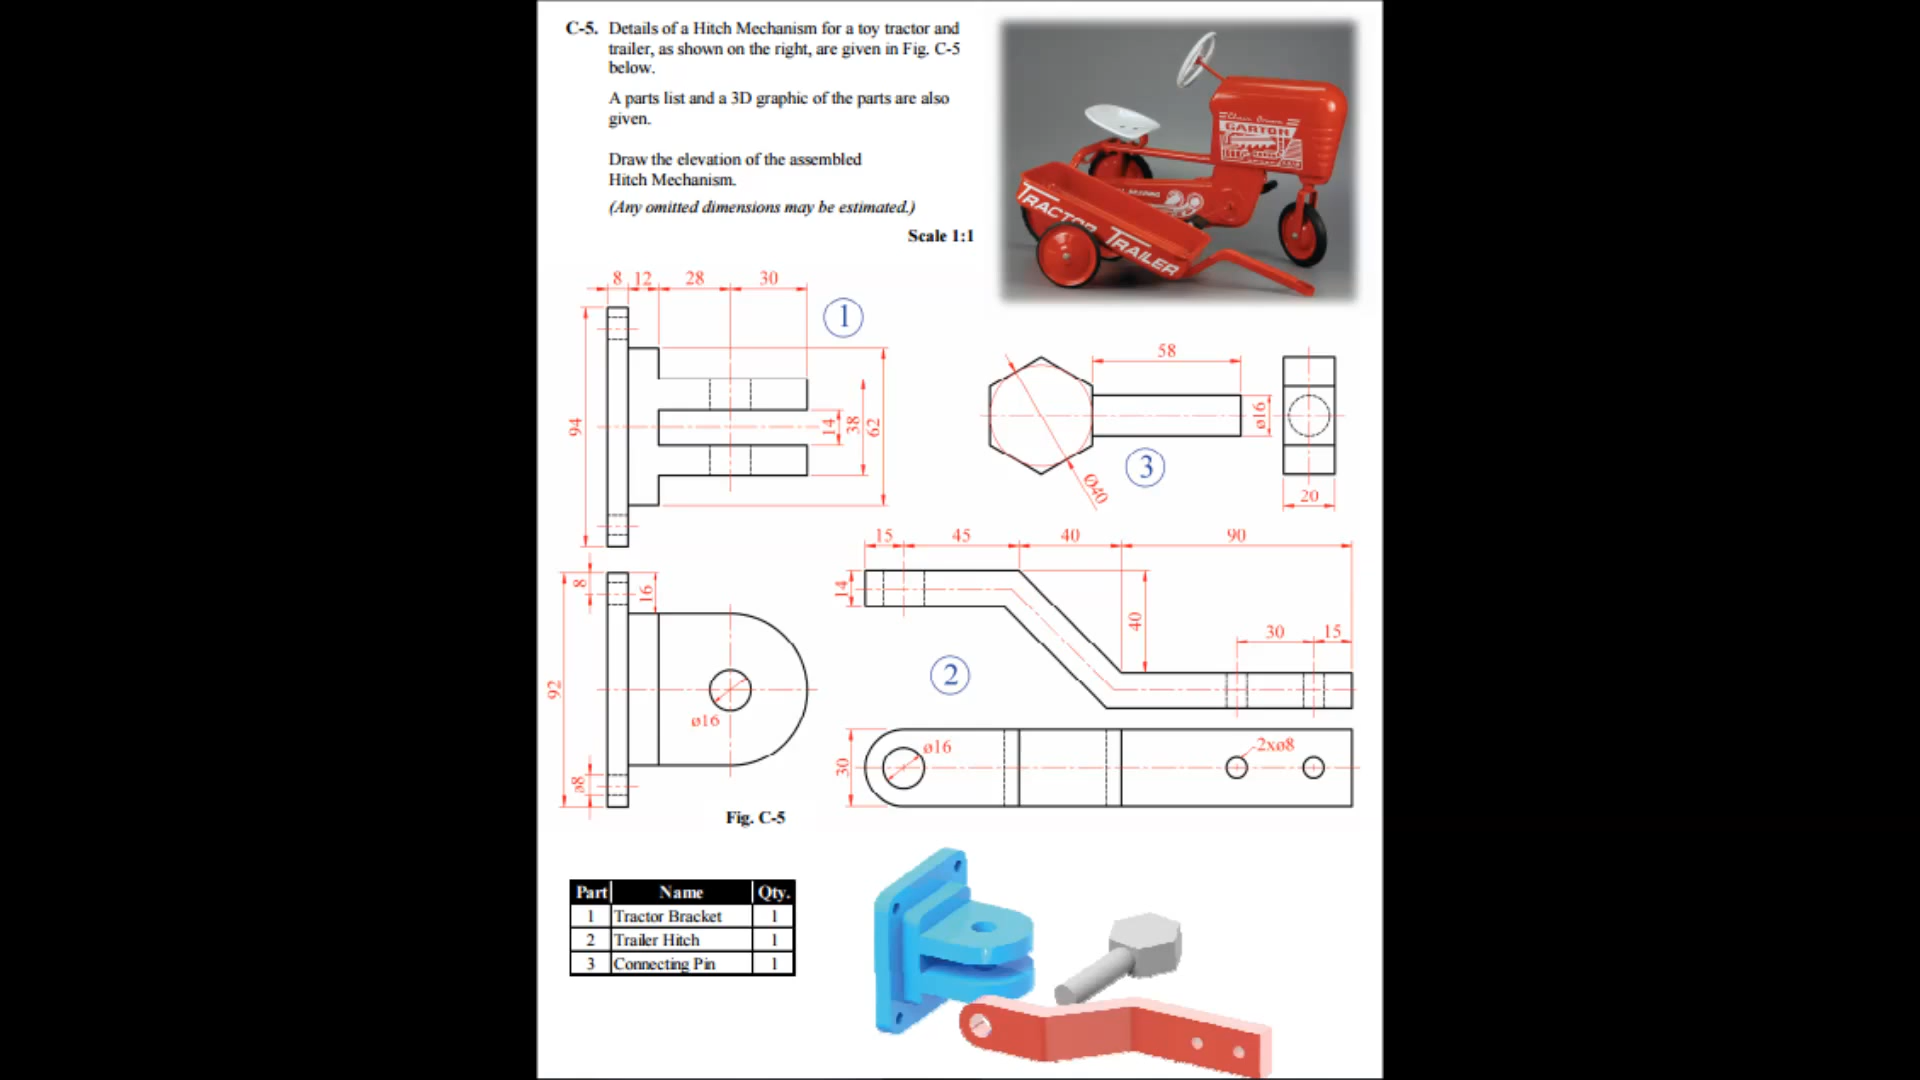 C-5. Details of a Hitch Mechanism for a toy tractor and
trailer, as shown on the right, are given in Fig. C-5
below.
A parts list and a 3D graphic of the parts are also
given.
Draw the elevation of the assembled
Hitch Mechanism.
(Any omitted dimensions may be estimated.)
Scale 1:1
GARTON
TRACTOR TRAILER
8 12 28 30
1
94
14
38
62
58
ø16
Ø40
3
20
15 45 40 90
14
40
30 15
2
8
16
92
ø16
ø8
30
ø16
2xø8
Fig. C-5
Part Name Qty.
1 Tractor Bracket 1
2 Trailer Hitch 1
3 Connecting Pin 1